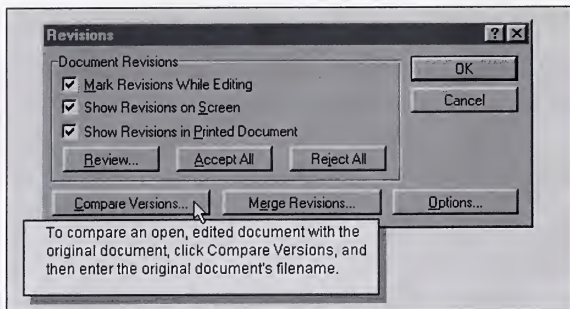 Revisions ? ×
Document Revisions
Mark Revisions While Editing
Show Revisions on Screen
Show Revisions in Printed Document
Review... Accept All Reject All
OK
Cancel
Compare Versions... Merge Revisions... Options...
To compare an open, edited document with the
original document, click Compare Versions, and
then enter the original document's filename.